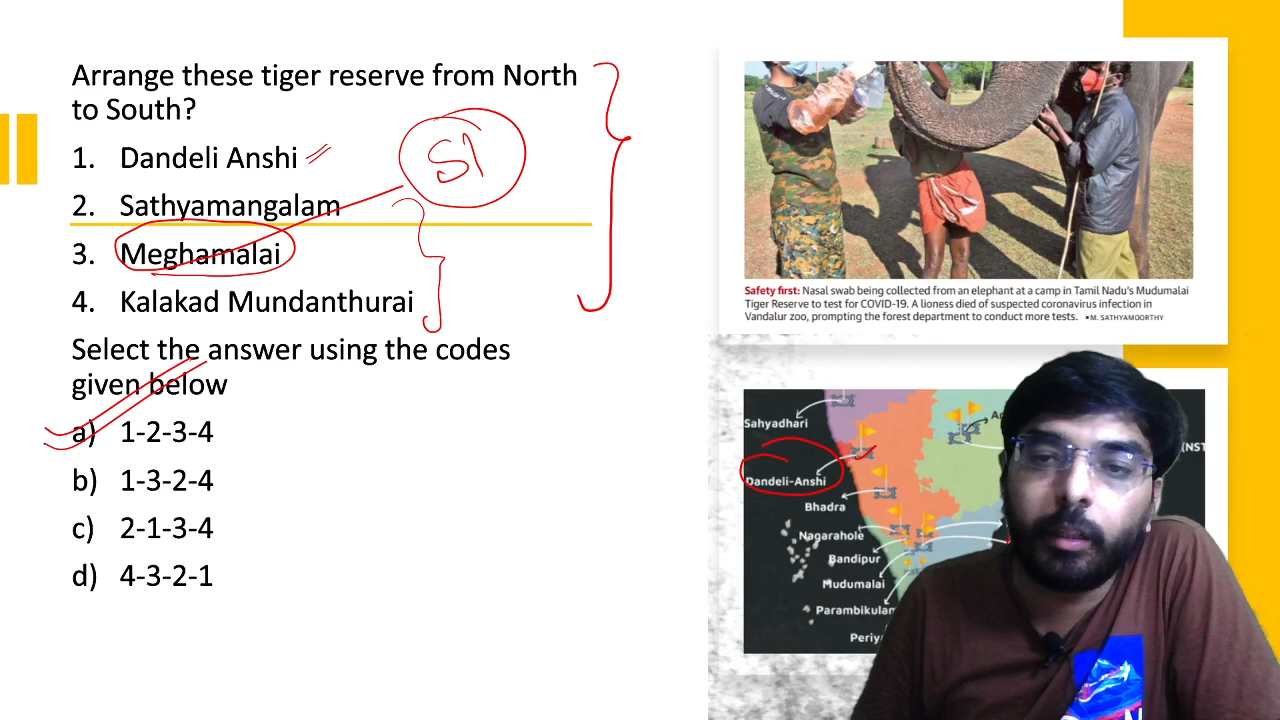 Arrange these tiger reserve from North
to South?
1. Dandeli Anshi
2. Sathyamangalam
3. Meghamalai
4. Kalakad Mundanthurai
51
Select the answer using the codes
given below
a) 1-2-3-4
b) 1-3-2-4
c) 2-1-3-4
d) 4-3-2-1
Safety first: Nasal swab being collected from an elephant at a camp in Tamil Nadu's Mudumalai
Tiger Reserve to test for COVID-19. A lioness died of suspected coronavirus infection in
Vandalur zoo, prompting the forest department to conduct more tests. ▪ M. SATHYAMOORTHY
Sahyadhari
(NST
Dandeli-Anshi
Bhadra
Nagarahole
Bandipur
Mudumalai